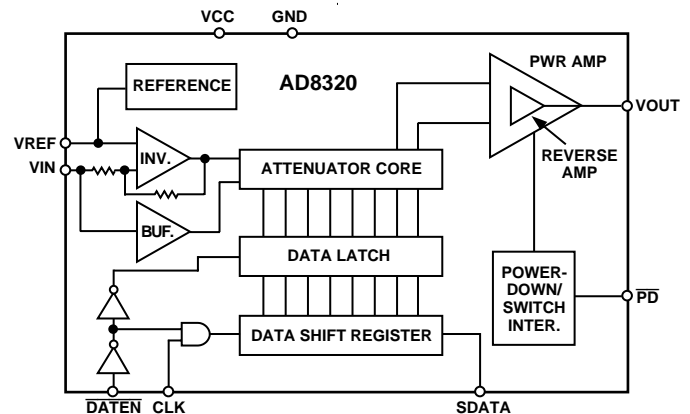 VCC GND
REFERENCE
AD8320
PWR AMP
VREF
VIN
INV.
VOUT
REVERSE
AMP
ATTENUATOR CORE
BUF.
DATA LATCH
POWER-
DOWN/
SWITCH
INTER.
PD
DATA SHIFT REGISTER
DATEN CLK SDATA